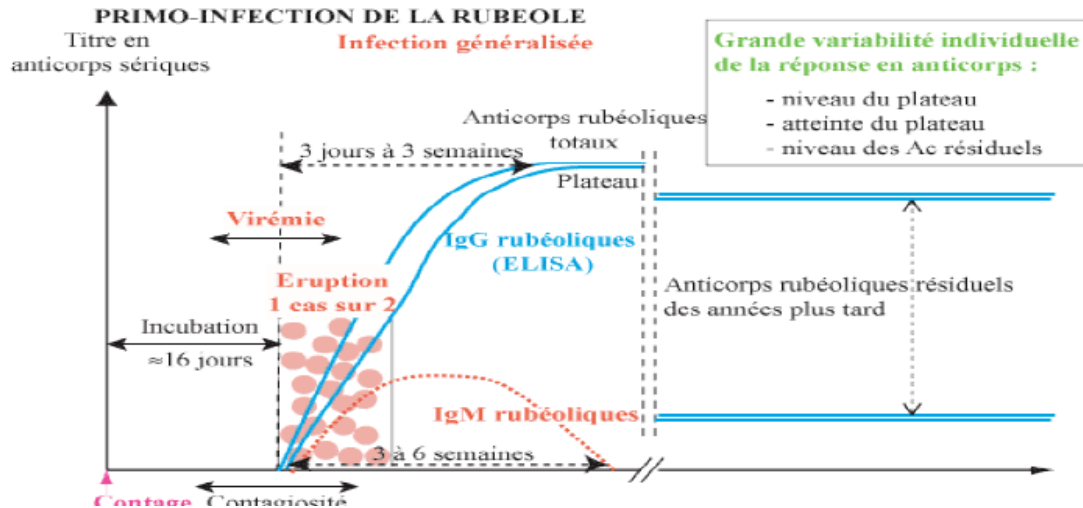 PRIMO-INFECTION DE LA RUBEOLE
Titre en
anticorps sériques
Infection généralisée
Grande variabilité individuelle
de la réponse en anticorps :
- niveau du plateau
- atteinte du plateau
- niveau des Ac résiduels
Anticorps rubéoliques
totaux
3 jours à 3 semaines
Plateau
Virémie
IgG rubéoliques
(ELISA)
Eruption
1 cas sur 2
Anticorps rubéoliques résiduels
des années plus tard
Incubation
≈16 jours
IgM rubéoliques
3 à 6 semaines
Contage
Contagiosité